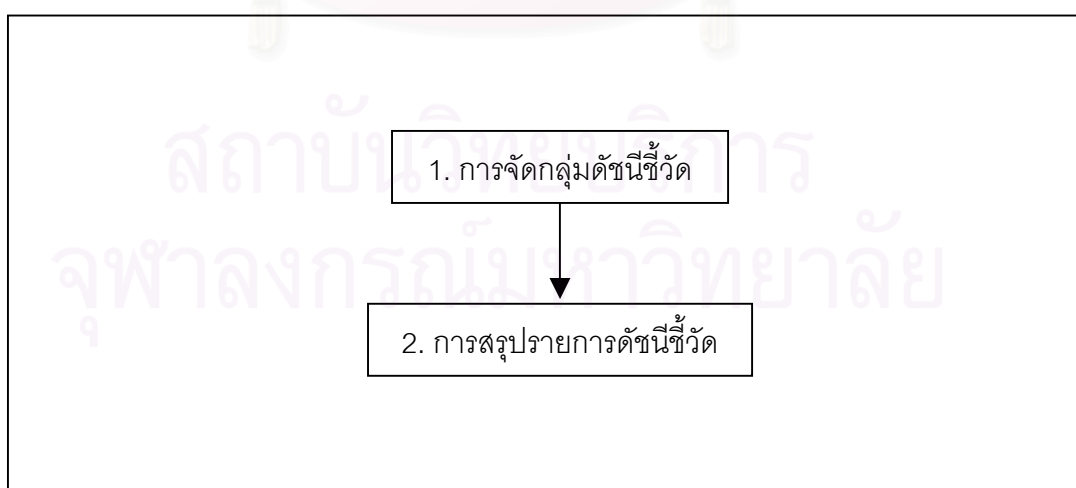 สถาบันวิทยบริการ
1. การจัดกลุ่มดัชนีชี้วัด
จุฬาลงกรณ์มหาวิทยาลัย
2. การสรุปรายการดัชนีชี้วัด